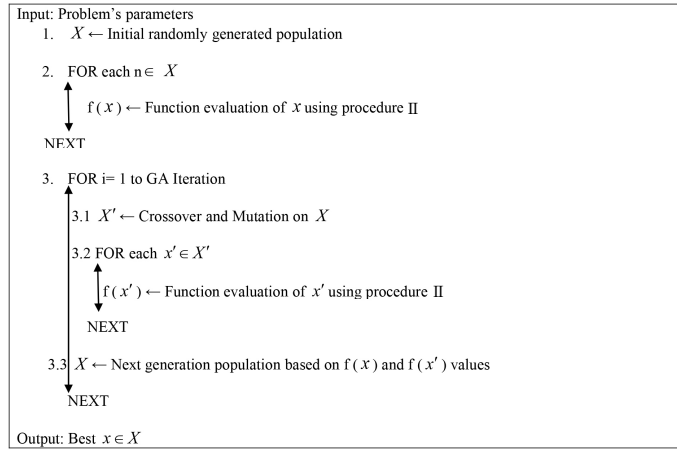 Input: Problem's parameters
1. X ← Initial randomly generated population
2. FOR each n ∈ X
f ( x ) ← Function evaluation of x using procedure II
NEXT
3. FOR i= 1 to GA Iteration
3.1 X′ ← Crossover and Mutation on X
3.2 FOR each x′ ∈ X′
f ( x′ ) ← Function evaluation of x′ using procedure II
NEXT
3.3 X ← Next generation population based on f ( x ) and f ( x′ ) values
NEXT
Output: Best x ∈ X